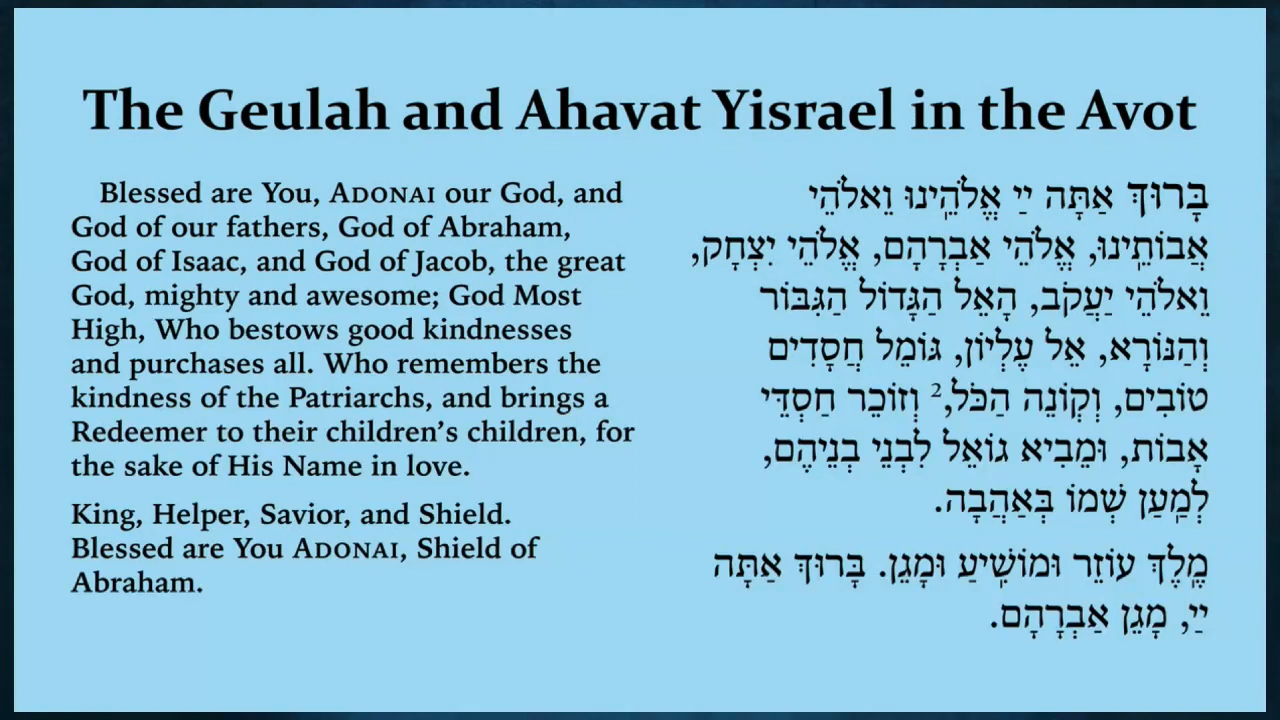 The Geulah and Ahavat Yisrael in the Avot
Blessed are You, ADONAI our God, and
God of our fathers, God of Abraham,
God of Isaac, and God of Jacob, the great
God, mighty and awesome; God Most
High, Who bestows good kindnesses
and purchases all. Who remembers the
kindness of the Patriarchs, and brings a
Redeemer to their children’s children, for
the sake of His Name in love.
King, Helper, Savior, and Shield.
Blessed are You ADONAI, Shield of
Abraham.
בָּרוּךְ אַתָּה יַי אֱלֹהֵֽינוּ וֵאלֹהֵי
אֲבוֹתֵֽינוּ, אֱלֹהֵי אַבְרָהָם, אֱלֹהֵי יִצְחָק,
וֵאלֹהֵי יַעֲקֹב, הָאֵל הַגָּדוֹל הַגִּבּוֹר
וְהַנּוֹרָא, אֵל עֶלְיוֹן, גּוֹמֵל חֲסָדִים
טוֹבִים, וְקוֹנֵה הַכֹּל,² וְזוֹכֵר חַסְדֵּי
אָבוֹת, וּמֵבִיא גוֹאֵל לִבְנֵי בְנֵיהֶם,
לְמַֽעַן שְׁמוֹ בְּאַהֲבָה.
מֶֽלֶךְ עוֹזֵר וּמוֹשִֽׁיעַ וּמָגֵן. בָּרוּךְ אַתָּה
יַי, מָגֵן אַבְרָהָם.